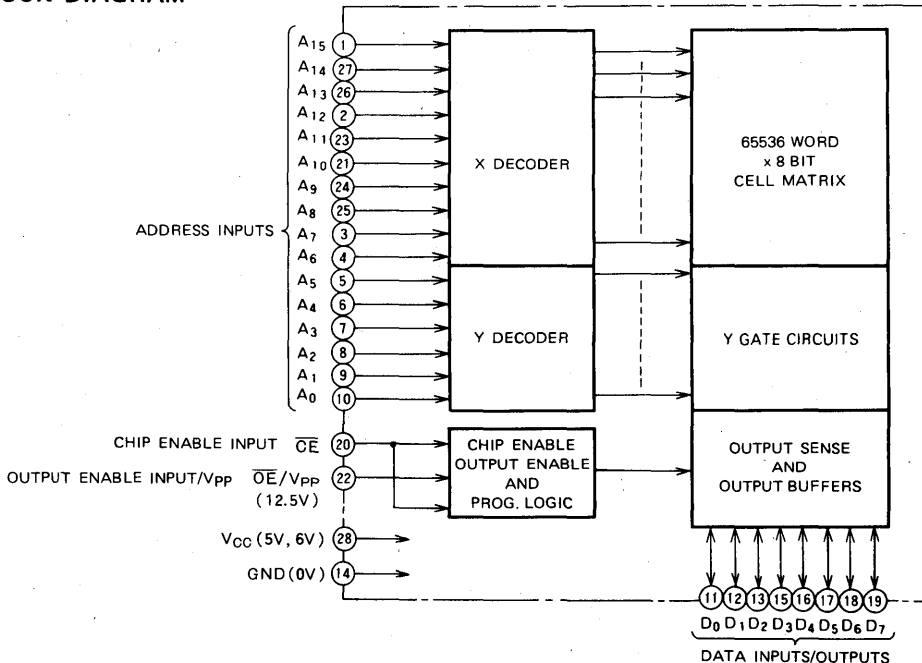 DIAGRAM
A15 1
A14 27
A13 26
A12 2
A11 23
A10 21
A9 24
A8 25
A7 3
A6 4
A5 5
A4 6
A3 7
A2 8
A1 9
A0 10
ADDRESS INPUTS
X DECODER
65536 WORD
x 8 BIT
CELL MATRIX
Y DECODER
Y GATE CIRCUITS
CHIP ENABLE INPUT CE 20
OUTPUT ENABLE INPUT/VPP OE/VPP 22
(12.5V)
CHIP ENABLE
OUTPUT ENABLE
AND
PROG. LOGIC
OUTPUT SENSE
AND
OUTPUT BUFFERS
VCC (5V, 6V) 28
GND (0V) 14
11 12 13 15 16 17 18 19
D0 D1 D2 D3 D4 D5 D6 D7
DATA INPUTS/OUTPUTS